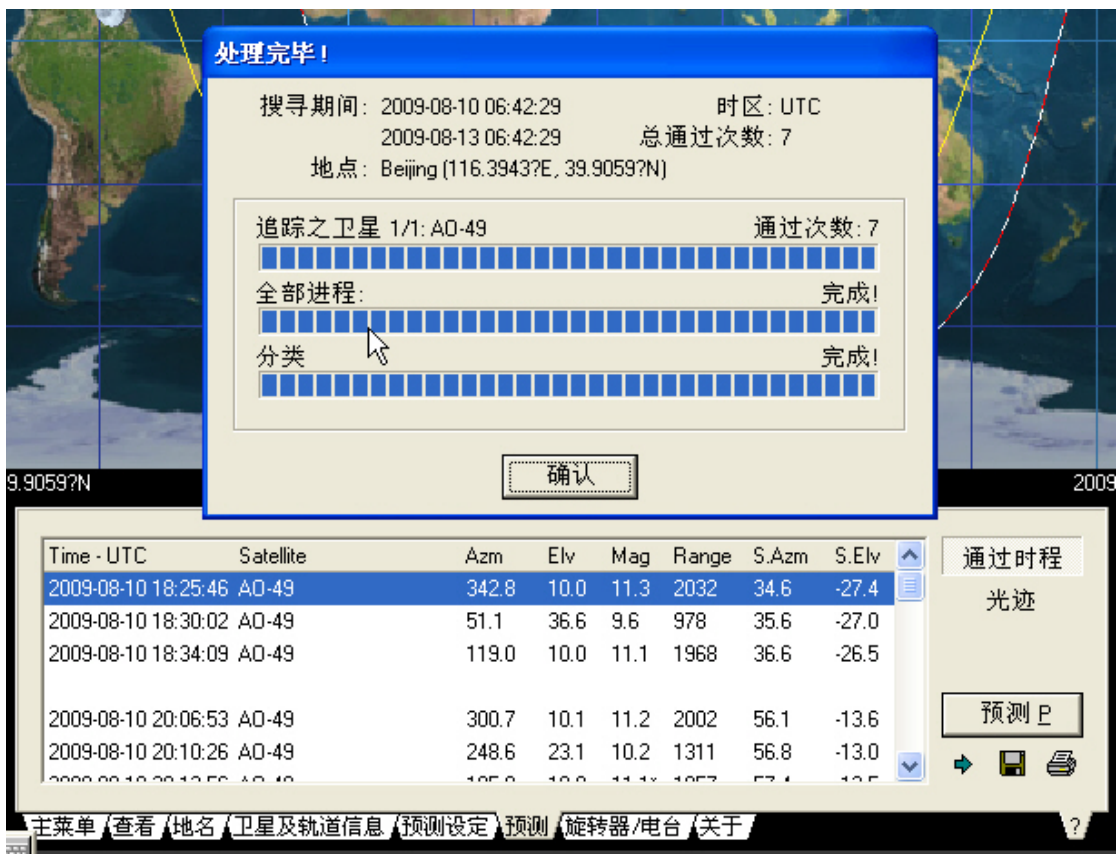 处理完毕!
搜寻期间: 2009-08-10 06:42:29 时区: UTC
2009-08-13 06:42:29 总通过次数: 7
地点: Beijing (116.3943?E, 39.9059?N)
追踪之卫星 1/1: AO-49 通过次数: 7
全部进程: 完成!
分类 完成!
确认
9.9059?N 2009
Time - UTC Satellite Azm Elv Mag Range S.Azm S.Elv
2009-08-10 18:25:46 AO-49 342.8 10.0 11.3 2032 34.6 -27.4
2009-08-10 18:30:02 AO-49 51.1 36.6 9.6 978 35.6 -27.0
2009-08-10 18:34:09 AO-49 119.0 10.0 11.1 1968 36.6 -26.5
2009-08-10 20:06:53 AO-49 300.7 10.1 11.2 2002 56.1 -13.6
2009-08-10 20:10:26 AO-49 248.6 23.1 10.2 1311 56.8 -13.0
通过时程
光迹
预测 P
主菜单 查看 地名 卫星及轨道信息 预测设定 预测 旋转器/电台 关于 ?